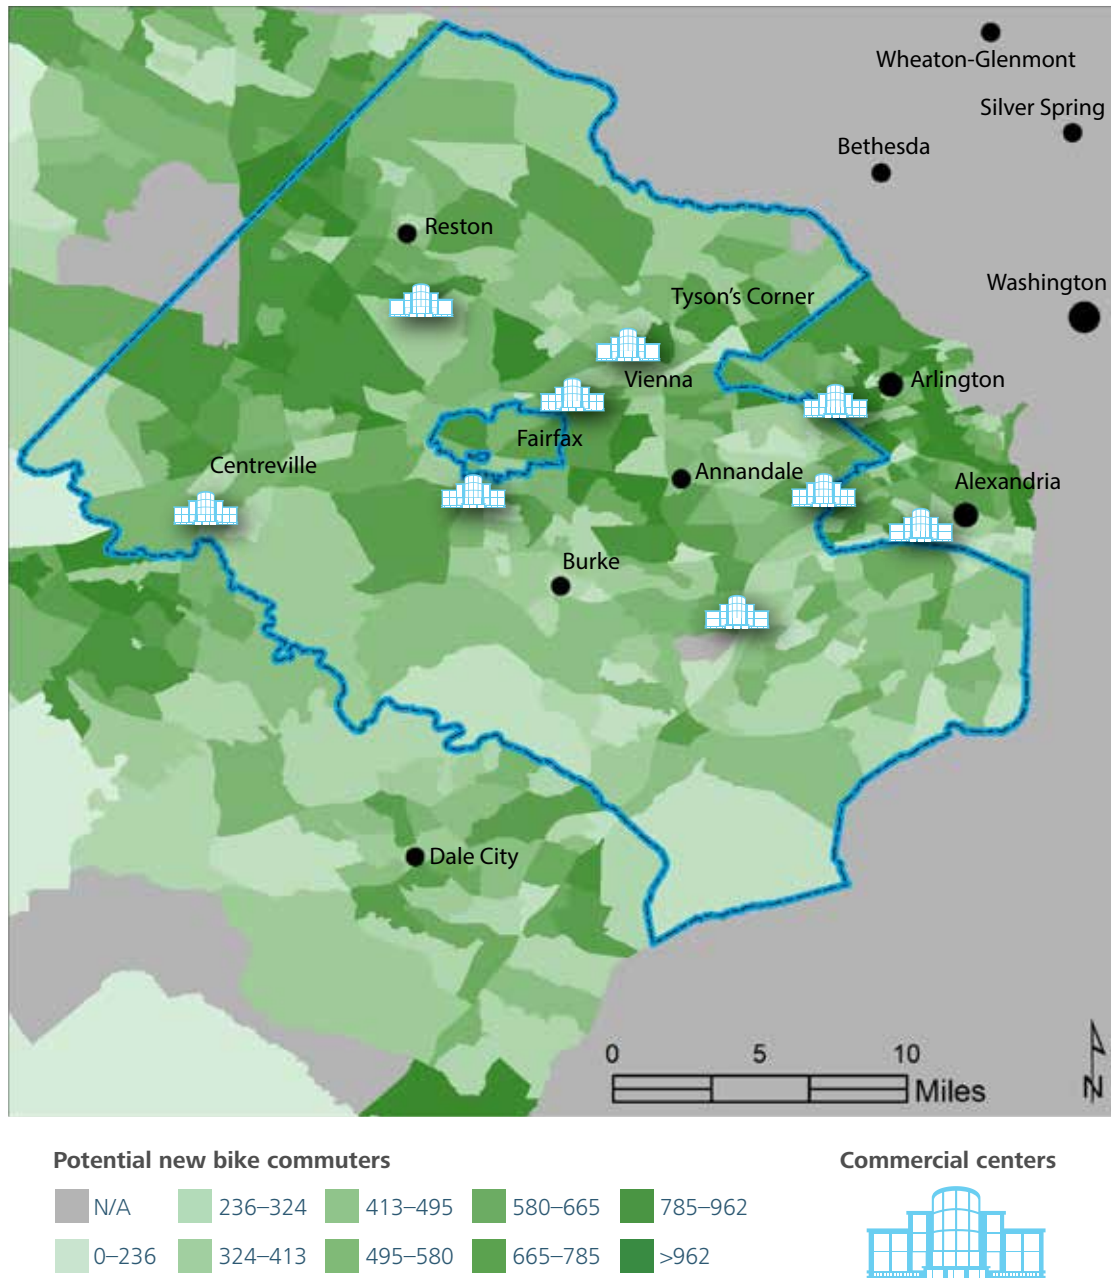 Wheaton-Glenmont
Silver Spring
Bethesda
Reston
Washington
Tyson's Corner
Vienna
Arlington
Fairfax
Centreville
Annandale
Alexandria
Burke
Dale City
0 5 10
Miles
N
Potential new bike commuters
Commercial centers
N/A 236–324 413–495 580–665 785–962
0–236 324–413 495–580 665–785 >962